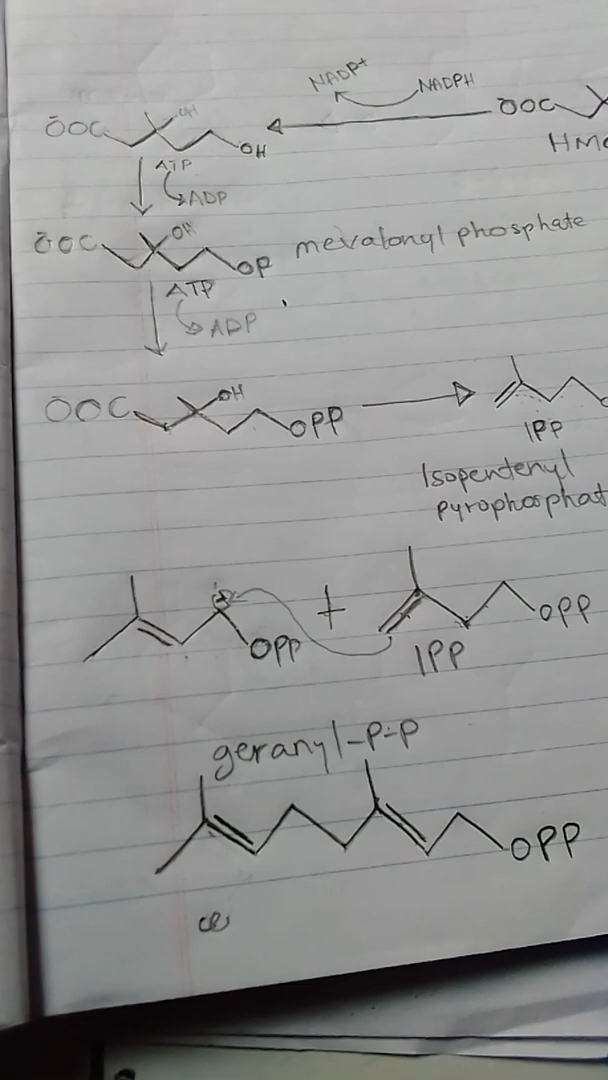 NADP+
NADPH
ŌOC
OH
OH
ŌOC
HM
ATP
ADP
ŌOC
OH
OP
mevalonyl phosphate
ATP
ADP
OOC
OH
OPP
IPP
Isopentenyl
pyrophosphat
OPP
+
IPP
OPP
geranyl-P-P
OPP